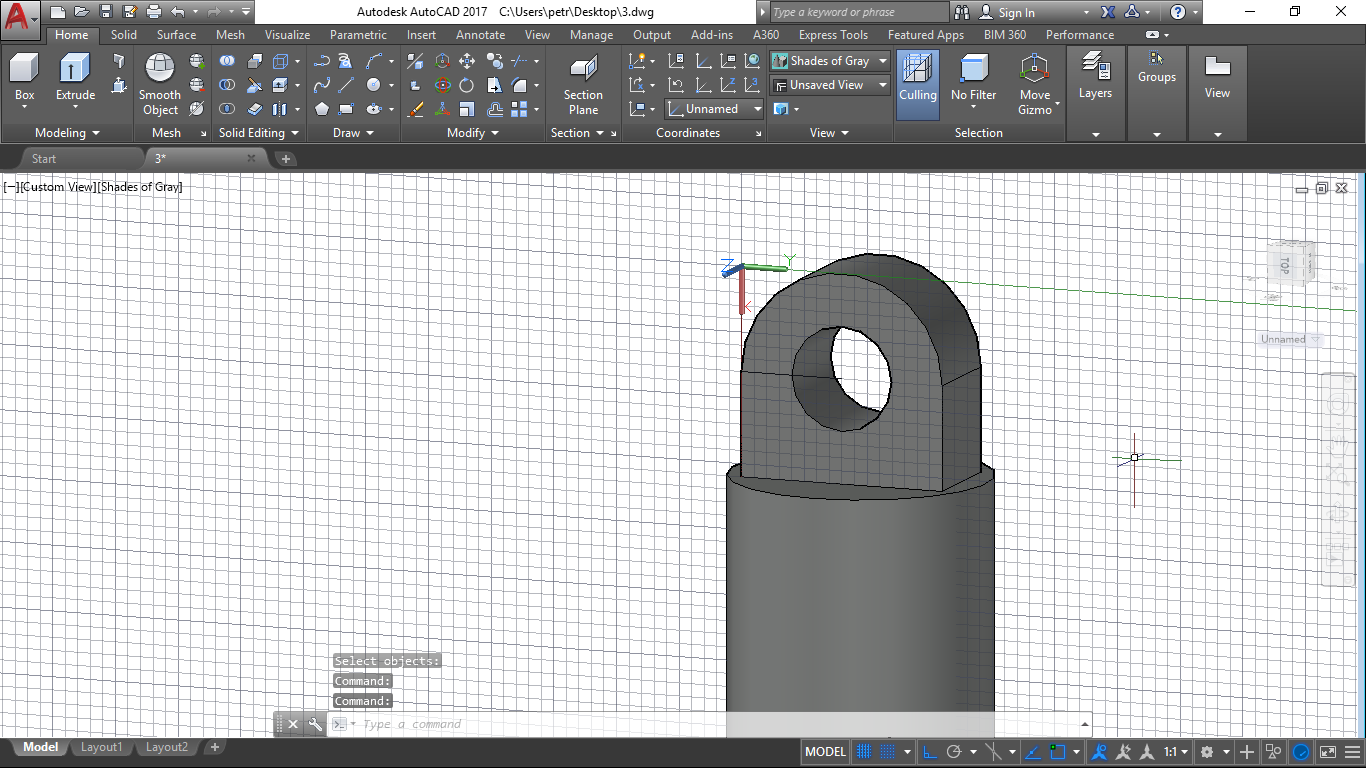 Autodesk AutoCAD 2017 C:\Users\petr\Desktop\3.dwg
Type a keyword or phrase
Sign In
Home Solid Surface Mesh Visualize Parametric Insert Annotate View Manage Output Add-ins A360 Express Tools Featured Apps BIM 360 Performance
Box
Extrude
Smooth
Object
Section
Plane
Shades of Gray
Unsaved View
Unnamed
Culling
No Filter
Move
Gizmo
Layers
Groups
View
Modeling
Mesh
Solid Editing
Draw
Modify
Section
Coordinates
View
Selection
Start
3*
[−][Custom View][Shades of Gray]
Z
Y
X
TOP
Unnamed
Select objects:
Command:
Command:
Type a command
Model Layout1 Layout2
MODEL
1:1